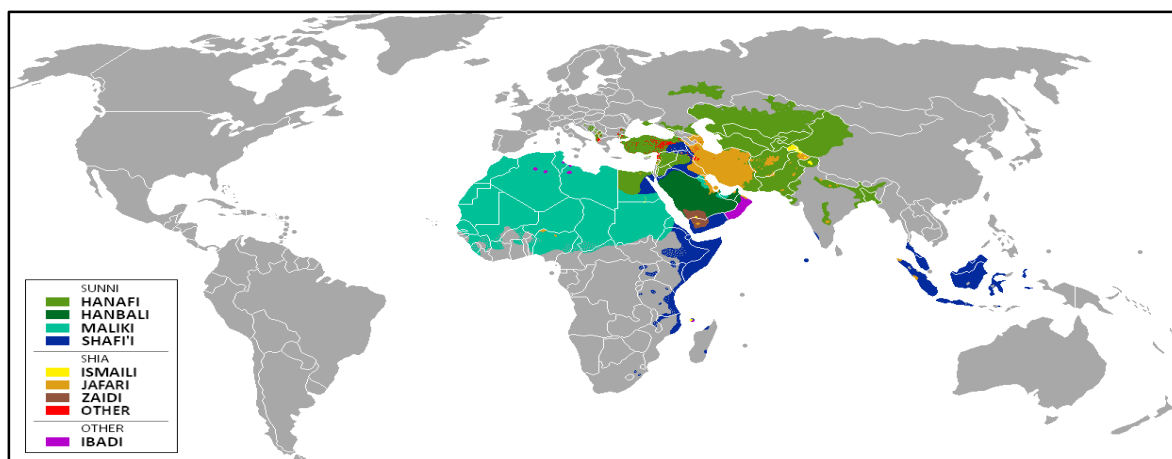 SUNNI
HANAFI
HANBALI
MALIKI
SHAFI'I
SHIA
ISMAILI
JAFARI
ZAIDI
OTHER
OTHER
IBADI